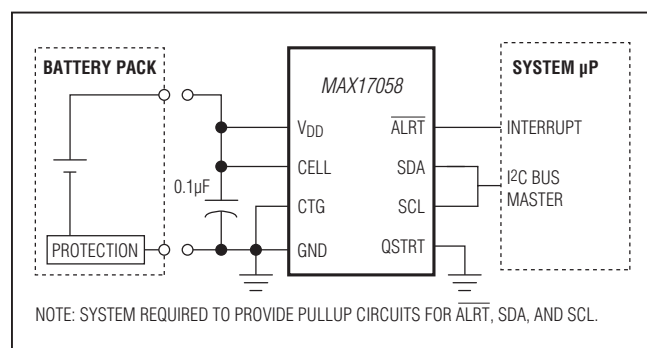 BATTERY PACK
MAX17058
SYSTEM µP
VDD
ALRT
INTERRUPT
CELL
SDA
I²C BUS
MASTER
0.1µF
CTG
SCL
PROTECTION
GND
QSTRT
NOTE: SYSTEM REQUIRED TO PROVIDE PULLUP CIRCUITS FOR ALRT, SDA, AND SCL.